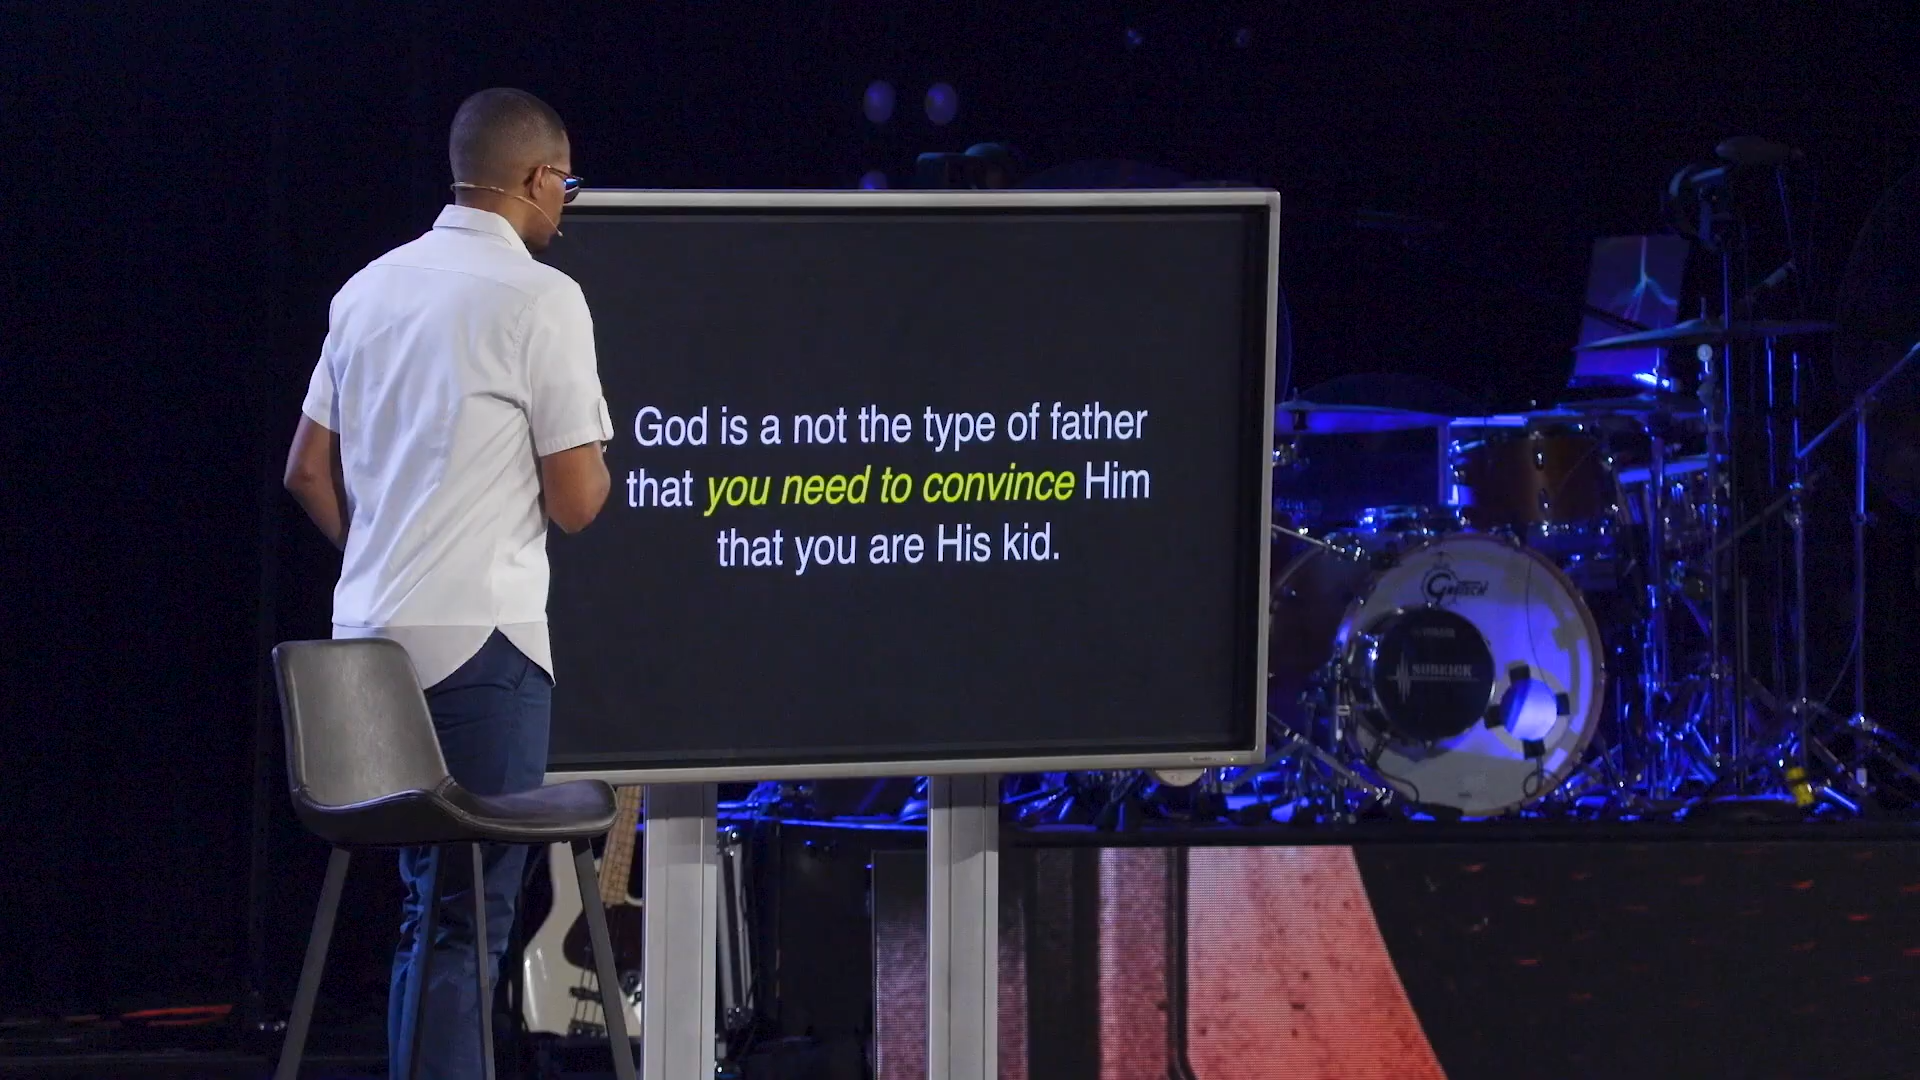 God is a not the type of father
that you need to convince Him
that you are His kid.
GRETSCH
YAMAHA
SUBKICK